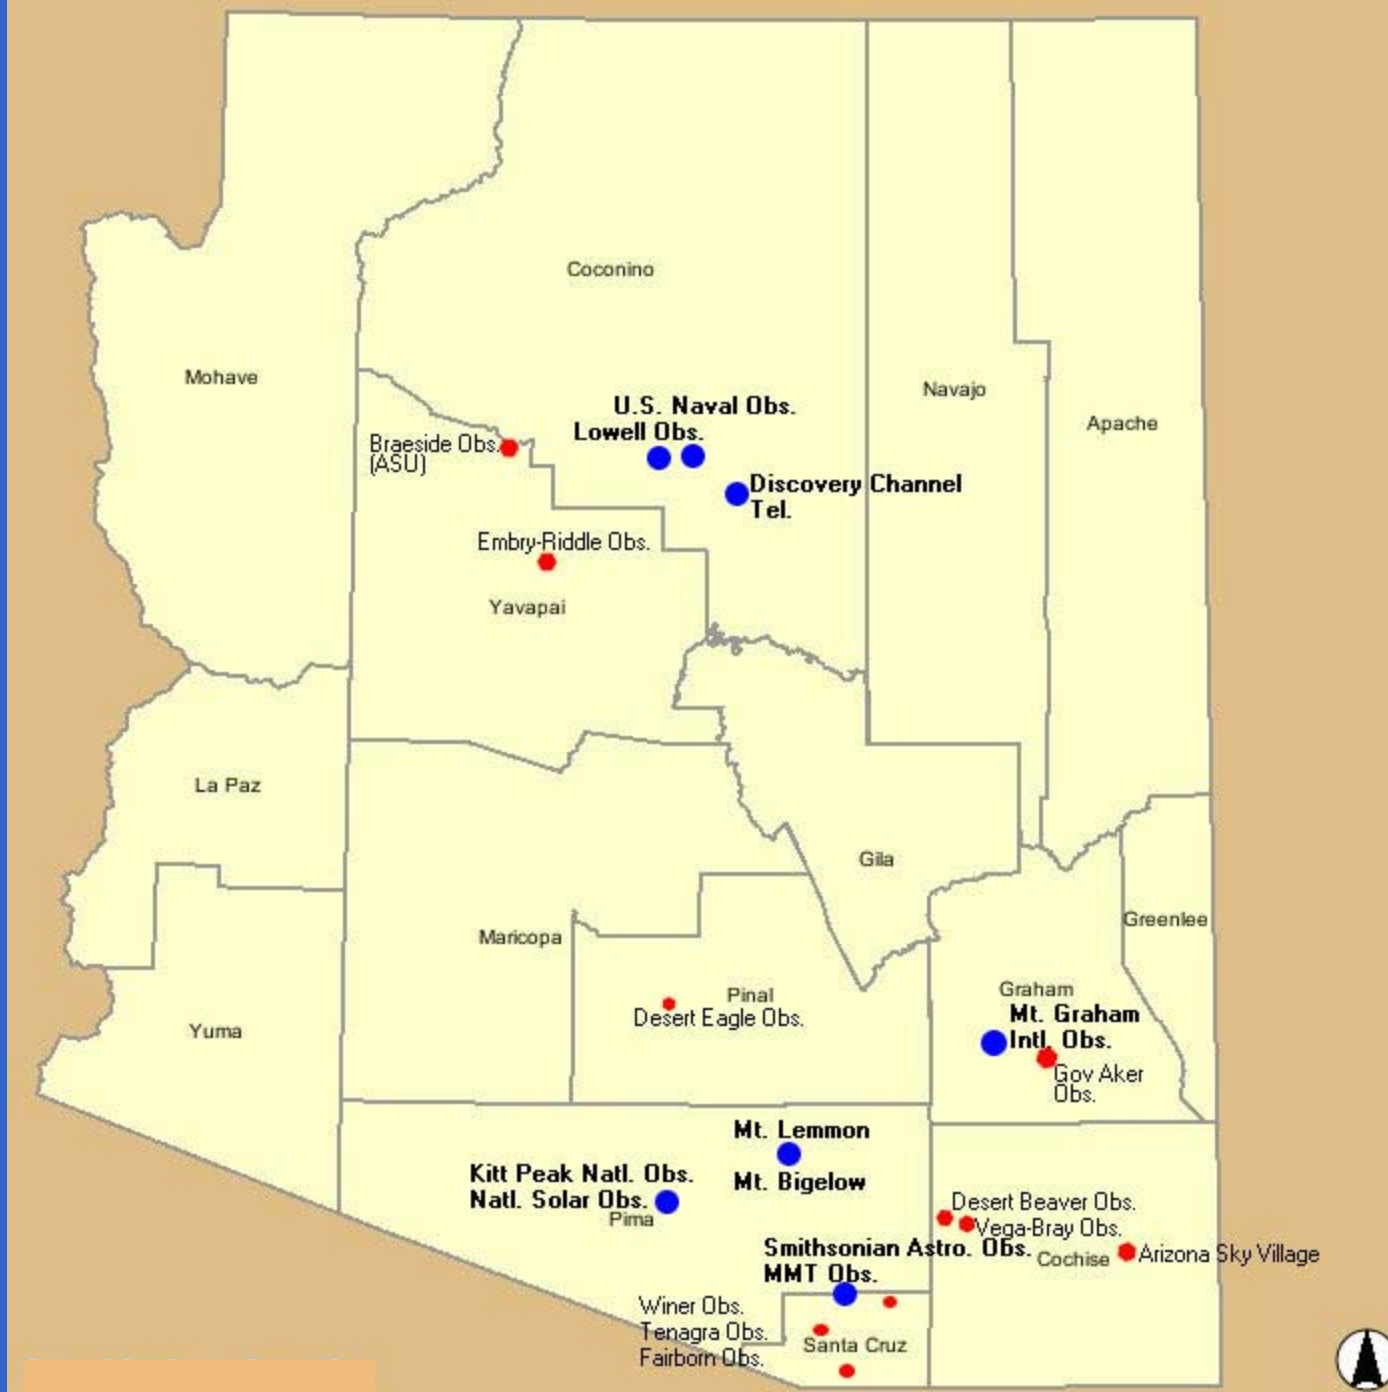 Coconino
Mohave
Navajo
Apache
U.S. Naval Obs.
Lowell Obs.
Braeside Obs.
(ASU)
Discovery Channel
Tel.
Embry-Riddle Obs.
Yavapai
La Paz
Gila
Greenlee
Maricopa
Pinal
Desert Eagle Obs.
Graham
Mt. Graham
Intl. Obs.
Gov Aker
Obs.
Yuma
Mt. Lemmon
Mt. Bigelow
Kitt Peak Natl. Obs.
Natl. Solar Obs.
Pima
Desert Beaver Obs.
Vega-Bray Obs.
Smithsonian Astro. Obs.
MMT Obs.
Cochise
Arizona Sky Village
Winer Obs.
Tenagra Obs.
Fairborn Obs.
Santa Cruz